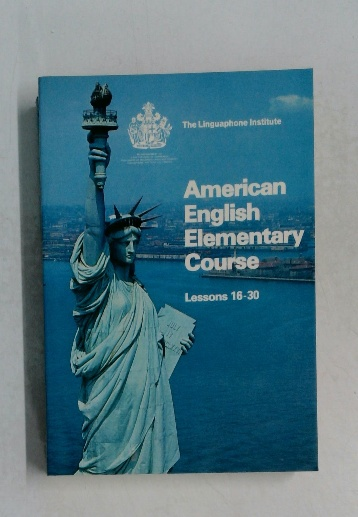 The Linguaphone Institute
American
English
Elementary
Course
Lessons 16-30